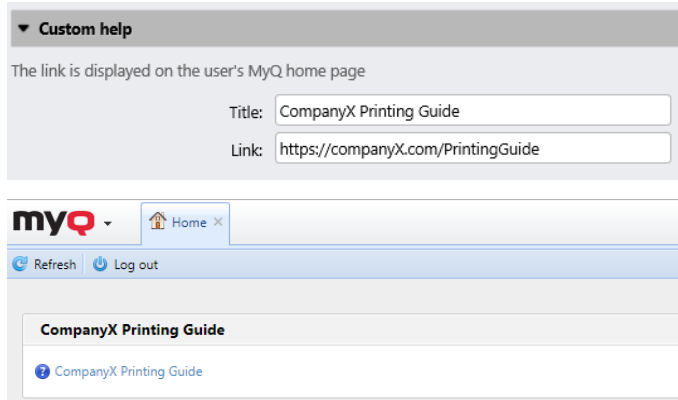 Custom help
The link is displayed on the user's MyQ home page
Title: CompanyX Printing Guide
Link: https://companyX.com/PrintingGuide
myQ Home
Refresh Log out
CompanyX Printing Guide
CompanyX Printing Guide